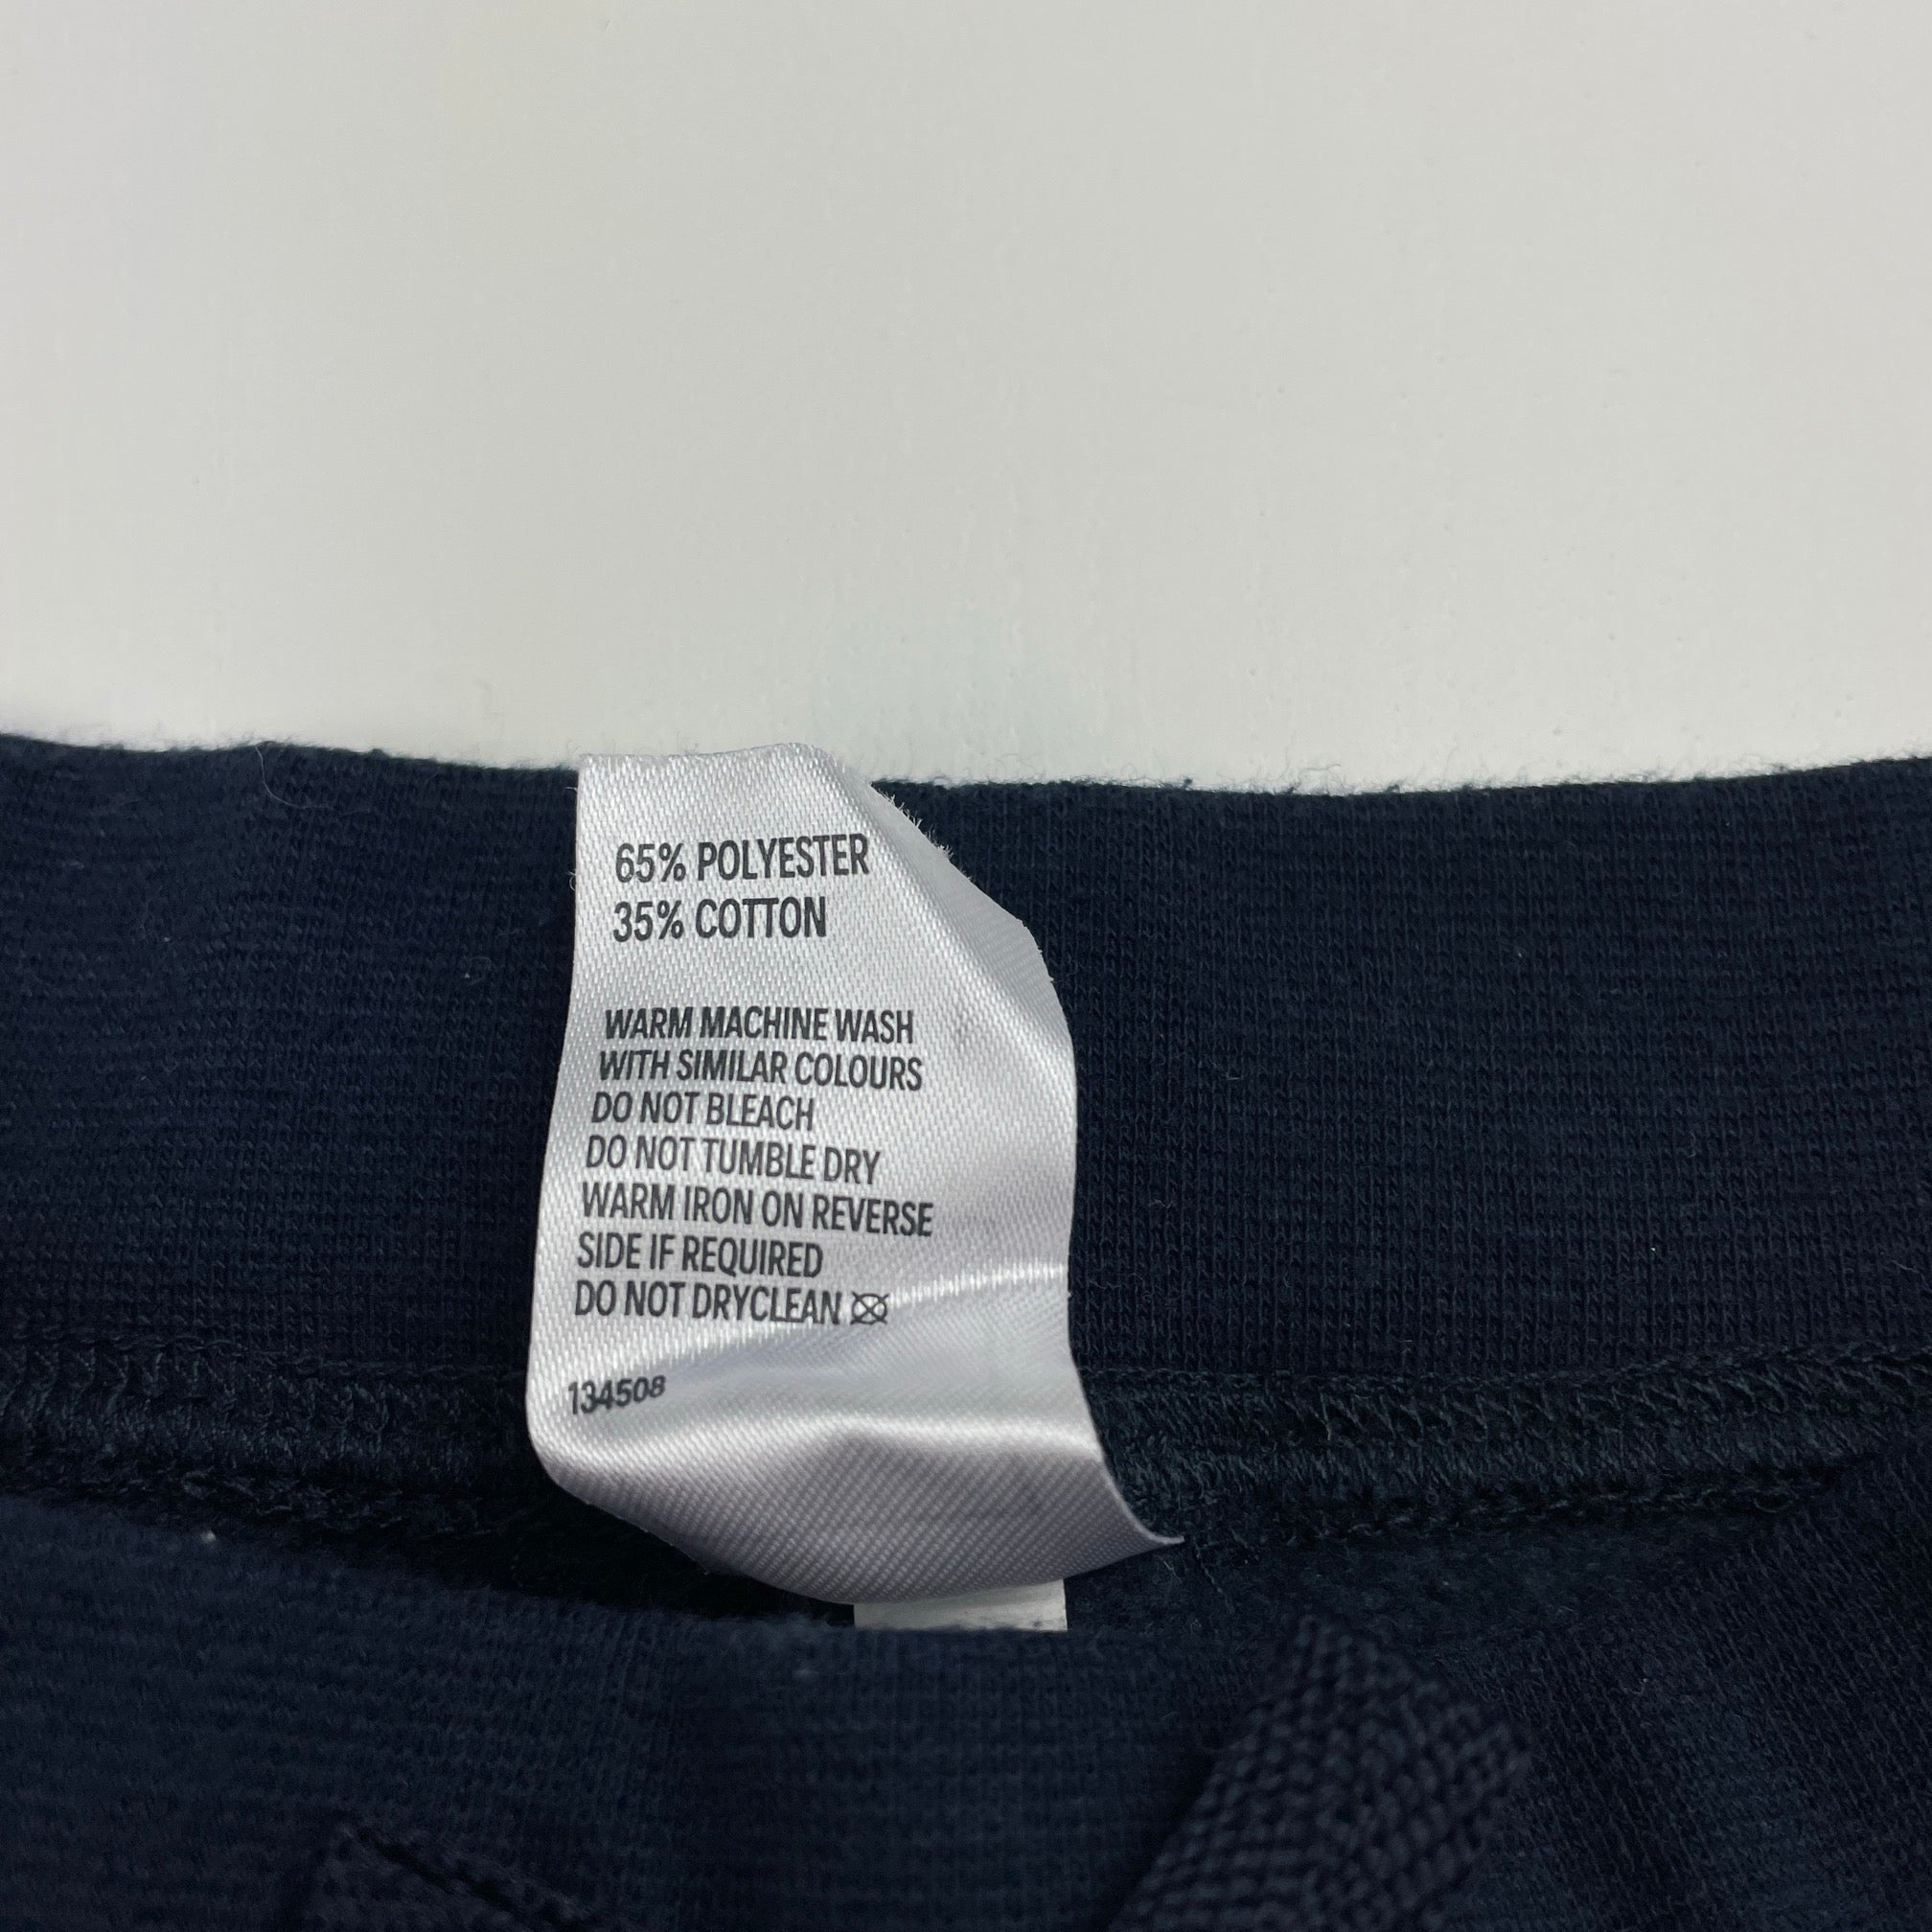 65% POLYESTER
35% COTTON
WARM MACHINE WASH
WITH SIMILAR COLOURS
DO NOT BLEACH
DO NOT TUMBLE DRY
WARM IRON ON REVERSE
SIDE IF REQUIRED
DO NOT DRYCLEAN
134508